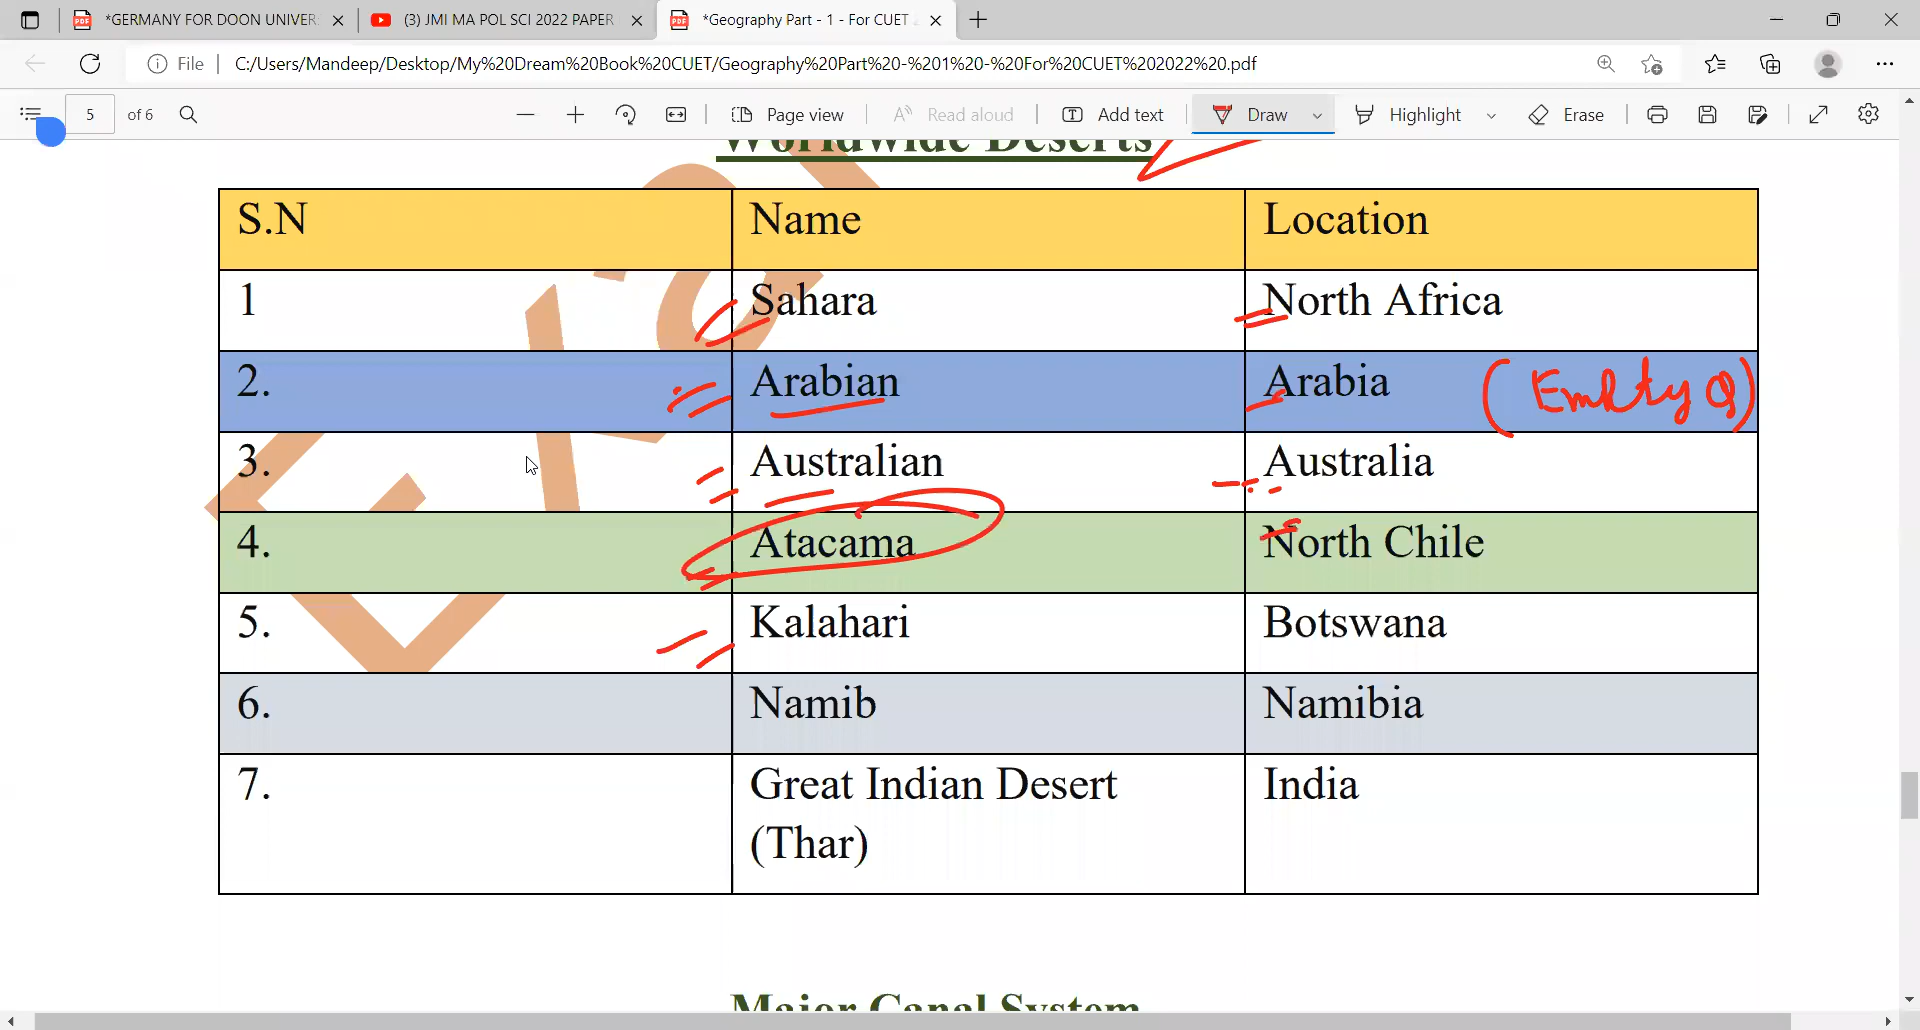 *GERMANY FOR DOON UNIVER
(3) JMI MA POL SCI 2022 PAPER
*Geography Part - 1 - For CUET
File
C:/Users/Mandeep/Desktop/My%20Dream%20Book%20CUET/Geography%20Part%20-%201%20-%20For%20CUET%202022%20.pdf
5 of 6
Page view
Read aloud
Add text
Draw
Highlight
Erase
Worldwide Deserts
S.N Name Location
1 Sahara North Africa
2. Arabian Arabia (Empty Q)
3. Australian Australia
4. Atacama North Chile
5. Kalahari Botswana
6. Namib Namibia
7. Great Indian Desert India
(Thar)
Major Canal System